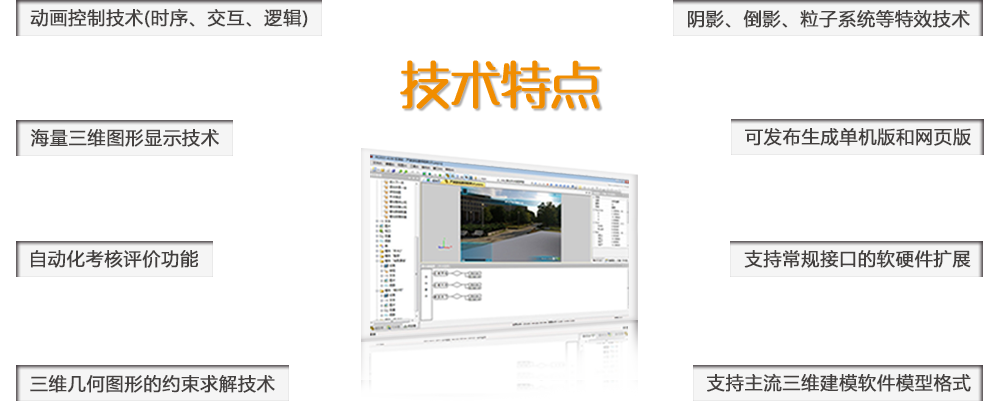 动画控制技术(时序、交互、逻辑)
阴影、倒影、粒子系统等特效技术
技术特点
海量三维图形显示技术
可发布生成单机版和网页版
自动化考核评价功能
支持常规接口的软硬件扩展
三维几何图形的约束求解技术
支持主流三维建模软件模型格式